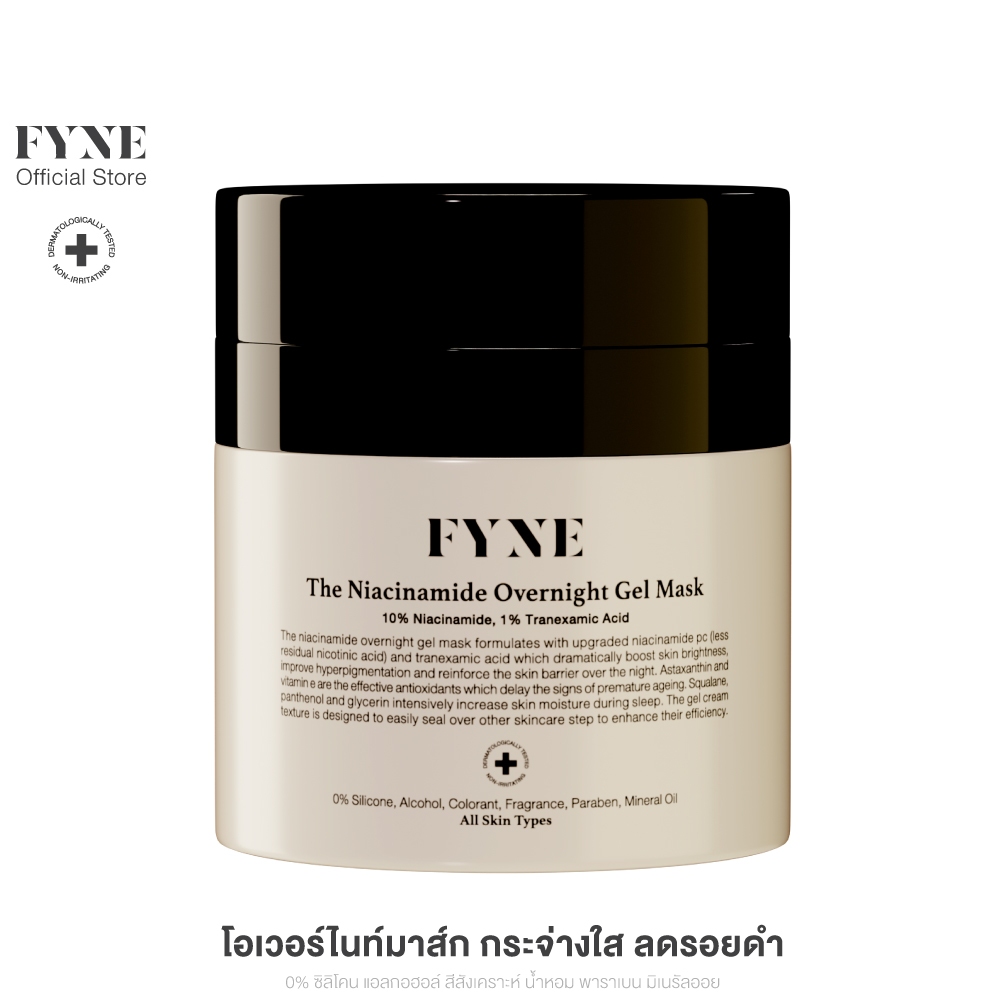 FYNE
Official Store
DERMATOLOGICALLY TESTED
NON-IRRITATING
FYNE
The Niacinamide Overnight Gel Mask
10% Niacinamide, 1% Tranexamic Acid
The niacinamide overnight gel mask formulates with upgraded niacinamide pc (less
residual nicotinic acid) and tranexamic acid which dramatically boost skin brightness,
improve hyperpigmentation and reinforce the skin barrier over the night. Astaxanthin and
vitamin e are the effective antioxidants which delay the signs of premature ageing. Squalane,
panthenol and glycerin intensively increase skin moisture during sleep. The gel cream
texture is designed to easily seal over other skincare step to enhance their efficiency.
DERMATOLOGICALLY TESTED
NON-IRRITATING
0% Silicone, Alcohol, Colorant, Fragrance, Paraben, Mineral Oil
All Skin Types
โอเวอร์ไนท์มาส์ก กระจ่างใส ลดรอยดำ
0% ซิลิโคน แอลกอฮอล์ สีสังเคราะห์ น้ำหอม พาราเบน มิเนรัลออย